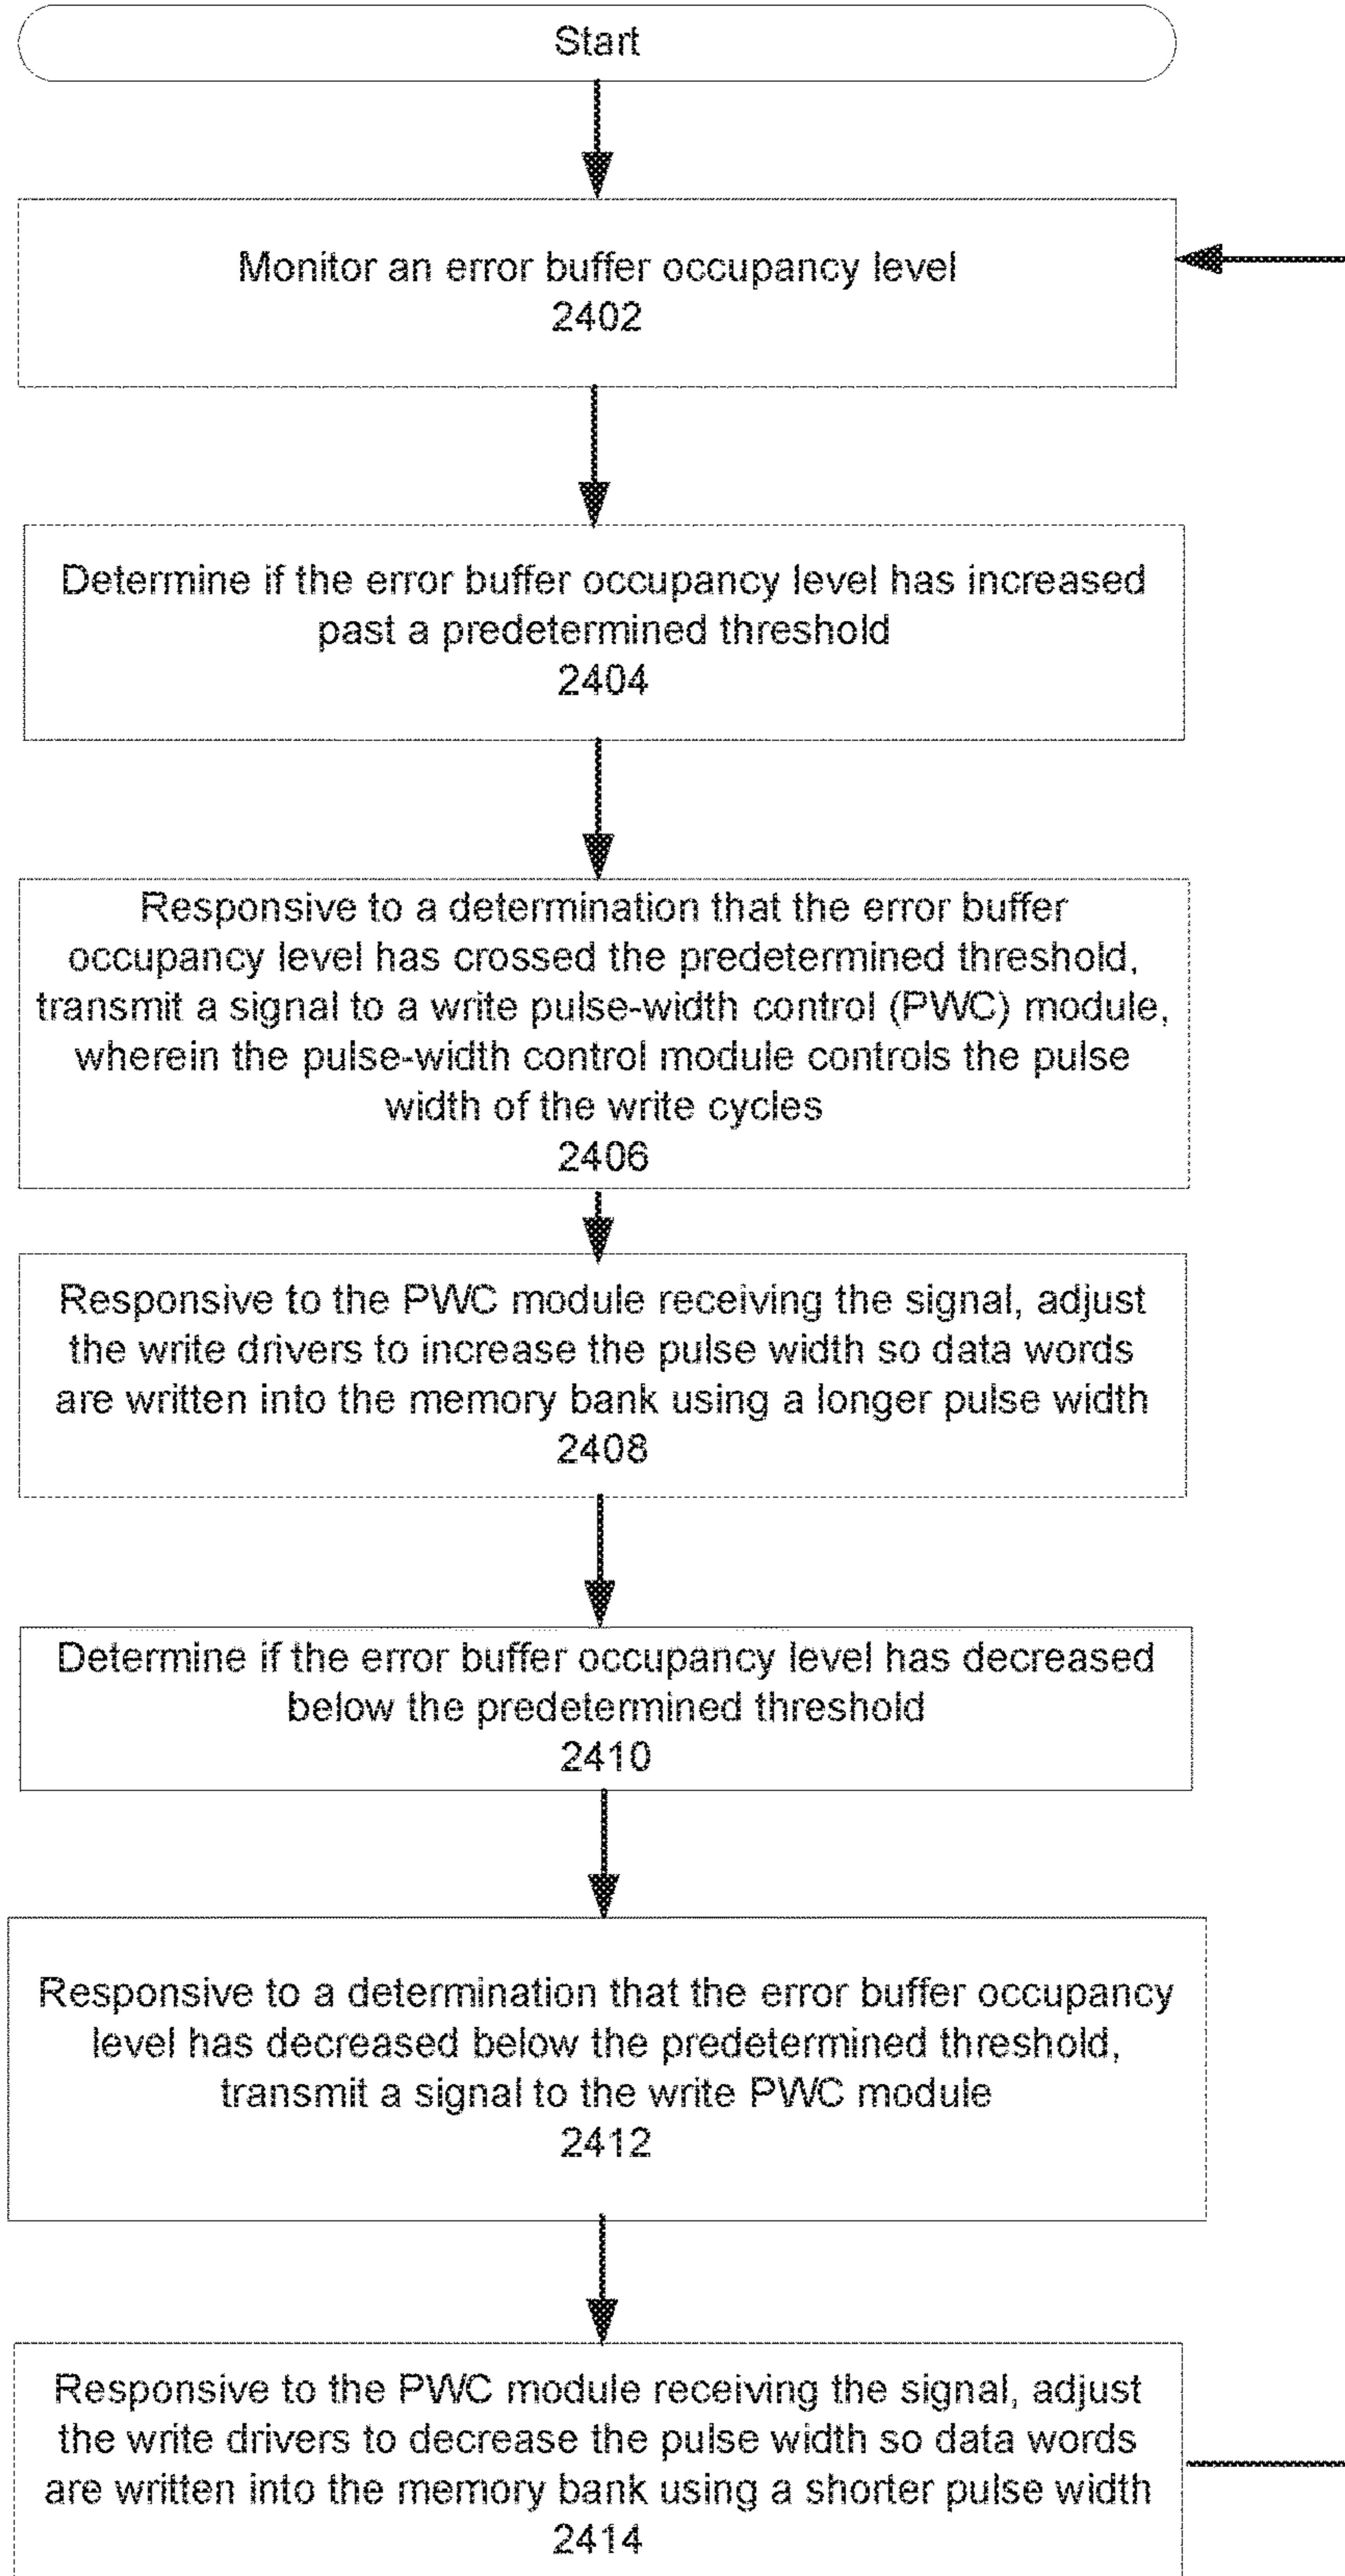 Start
Monitor an error buffer occupancy level
2402
Determine if the error buffer occupancy level has increased
past a predetermined threshold
2404
Responsive to a determination that the error buffer
occupancy level has crossed the predetermined threshold,
transmit a signal to a write pulse-width control (PWC) module,
wherein the pulse-width control module controls the pulse
width of the write cycles
2406
Responsive to the PWC module receiving the signal, adjust
the write drivers to increase the pulse width so data words
are written into the memory bank using a longer pulse width
2408
Determine if the error buffer occupancy level has decreased
below the predetermined threshold
2410
Responsive to a determination that the error buffer occupancy
level has decreased below the predetermined threshold,
transmit a signal to the write PWC module
2412
Responsive to the PWC module receiving the signal, adjust
the write drivers to decrease the pulse width so data words
are written into the memory bank using a shorter pulse width
2414